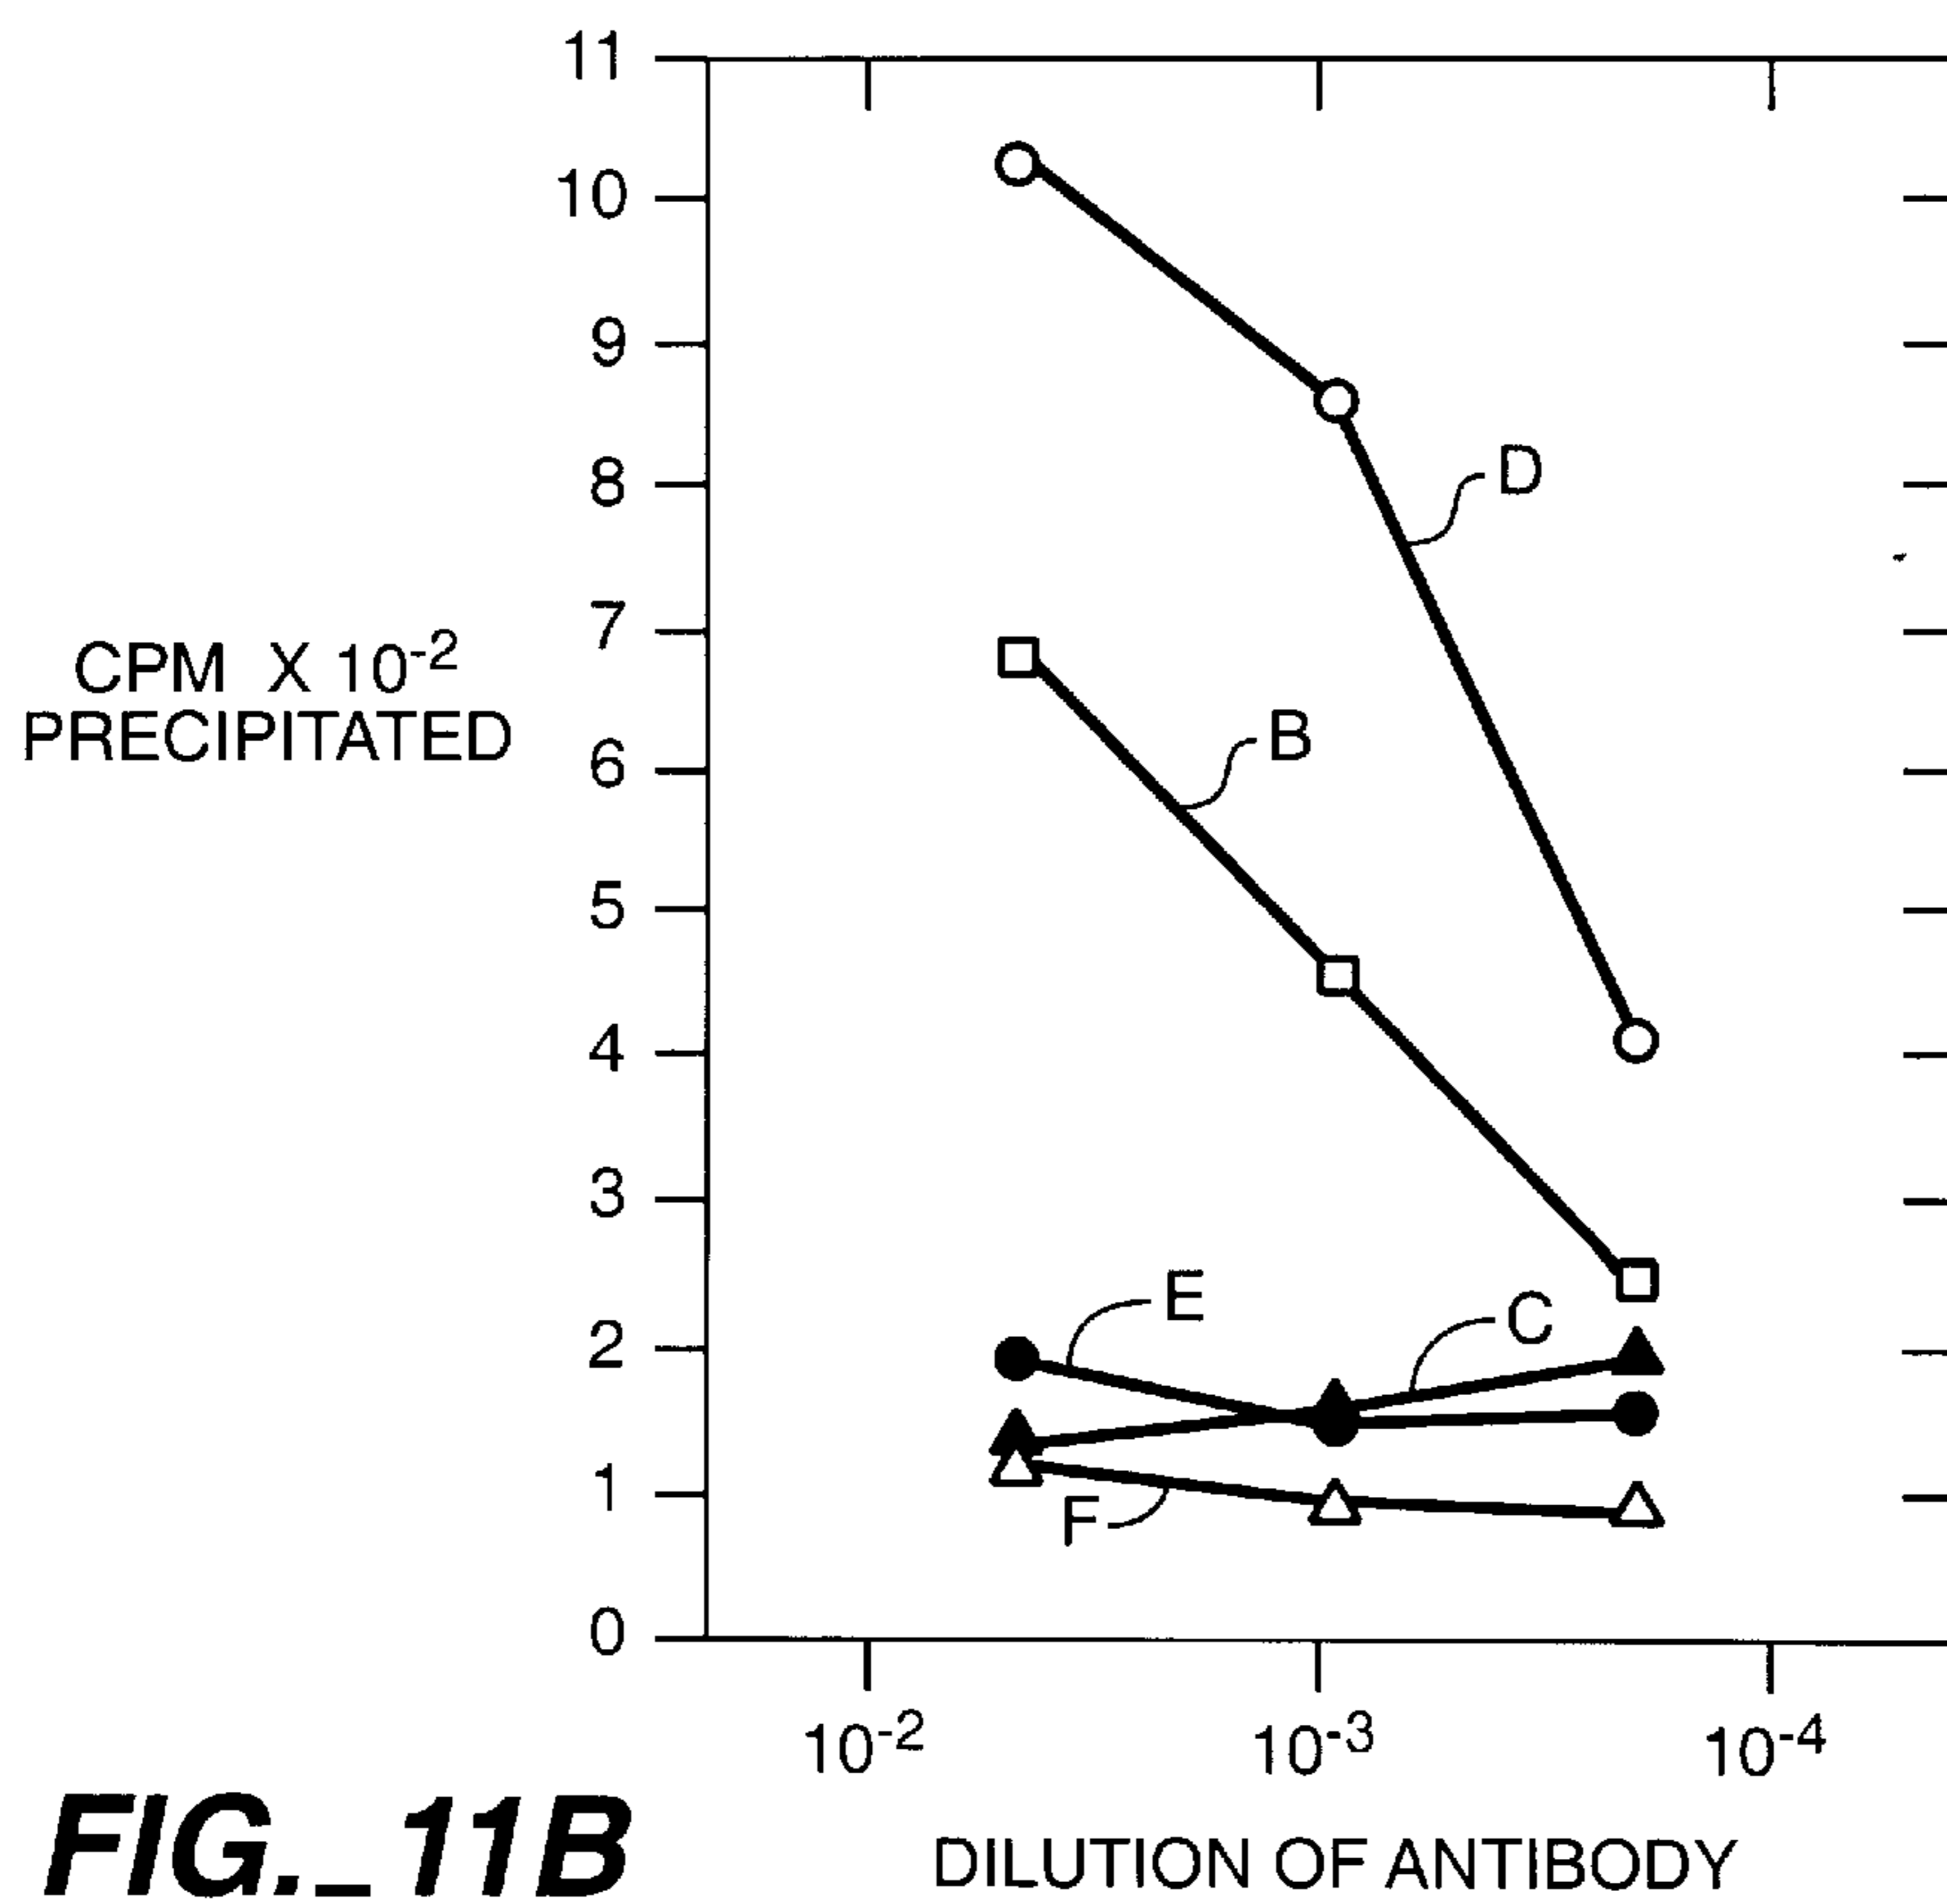 11
10
9
8
7
6
5
4
3
2
1
0
CPM X 10⁻²
PRECIPITATED
D
B
E
C
F
10⁻²
10⁻³
10⁻⁴
DILUTION OF ANTIBODY
FIG._11B